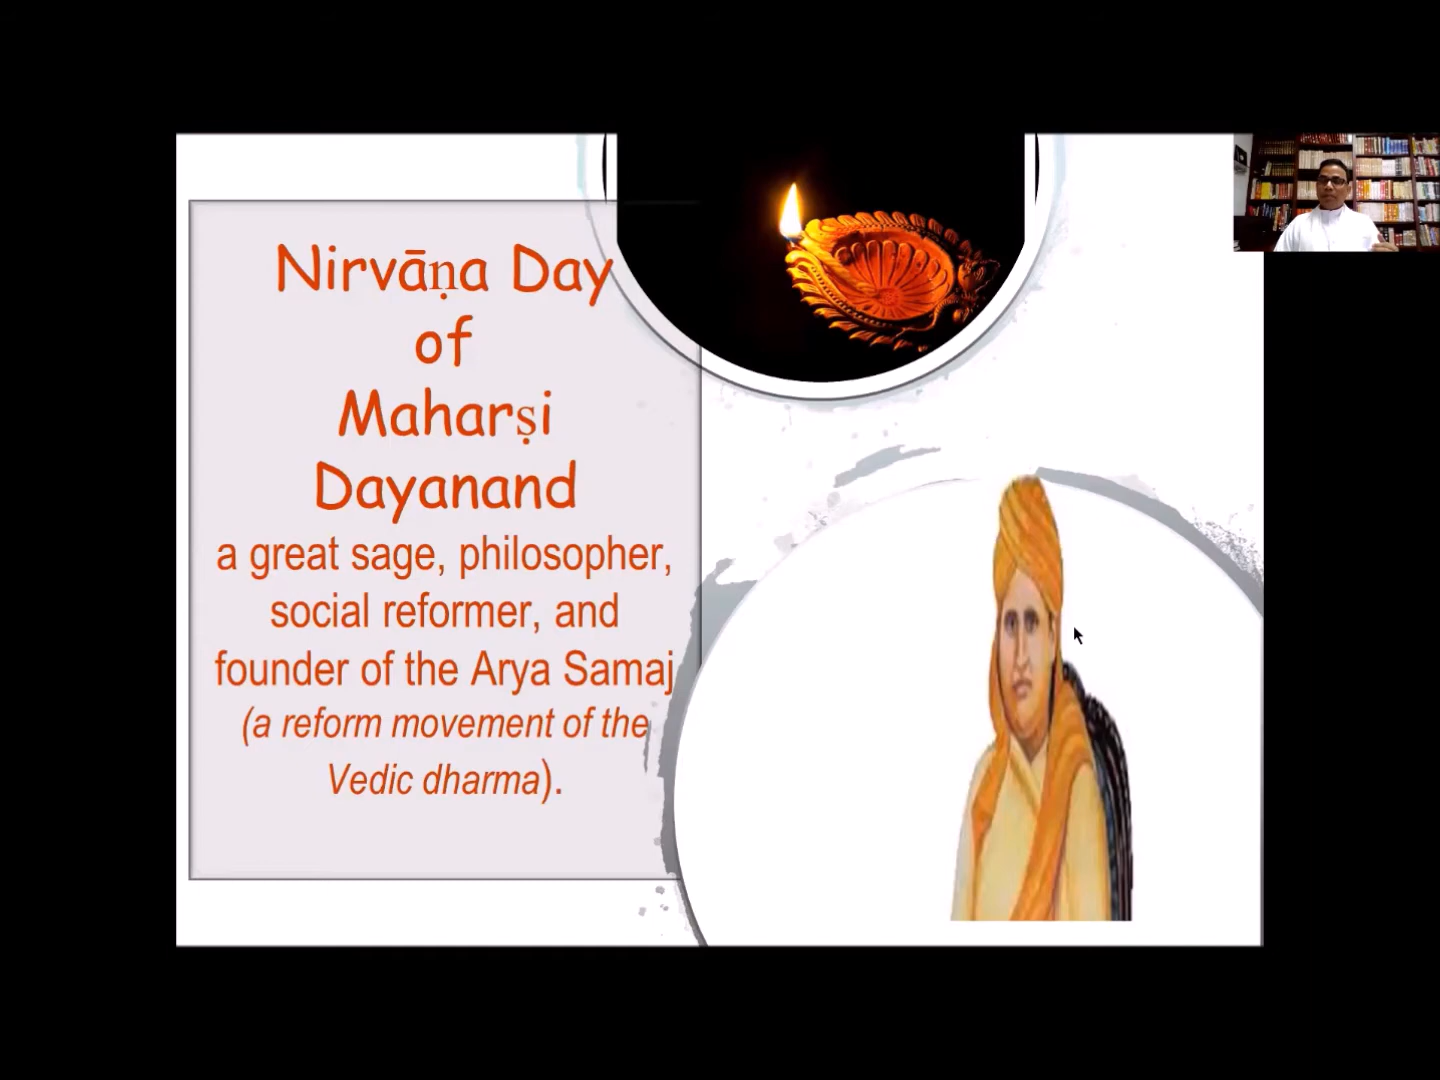 Nirvāṇa Day
of
Maharṣi
Dayanand
a great sage, philosopher,
social reformer, and
founder of the Arya Samaj
(a reform movement of the
Vedic dharma).